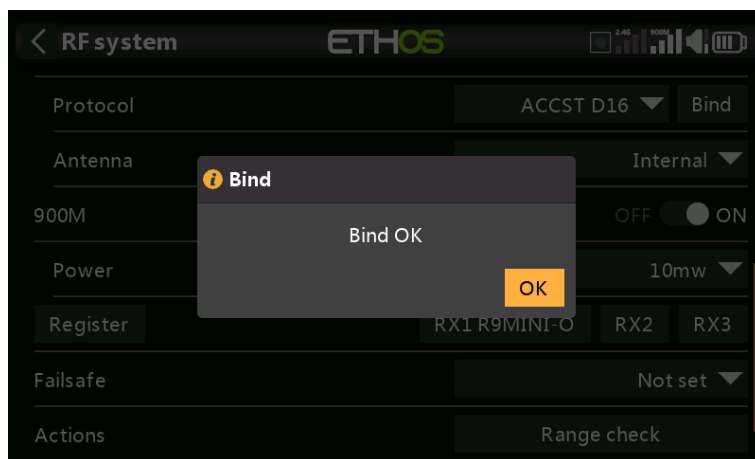 RF system ETHOS 2.4G 900M
Protocol ACCST D16 Bind
Antenna Internal
Bind
900M OFF ON
Bind OK
Power 10mw
OK
Register RX1 R9MINI-O RX2 RX3
Failsafe Not set
Actions Range check